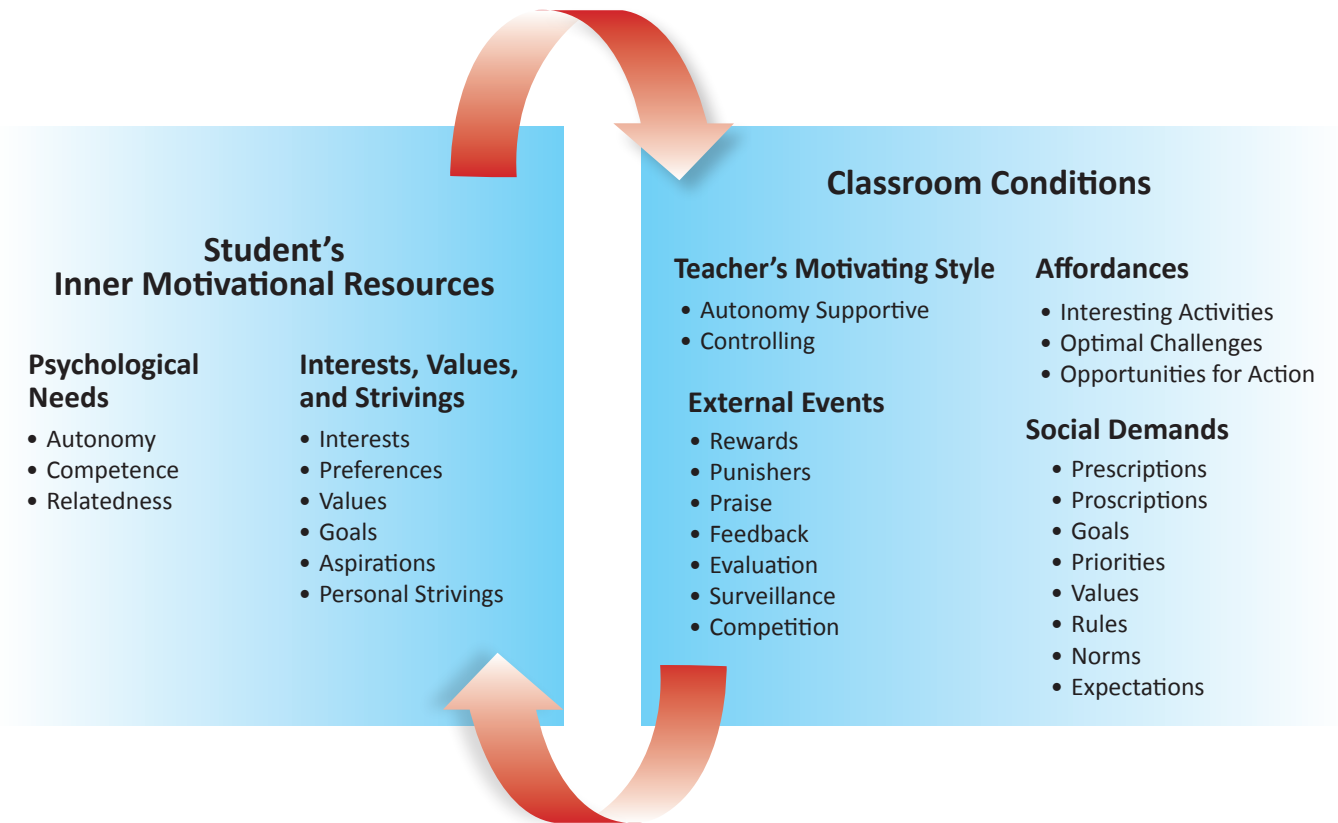 Student’s
Inner Motivational Resources
Psychological
Needs
• Autonomy
• Competence
• Relatedness
Interests, Values,
and Strivings
• Interests
• Preferences
• Values
• Goals
• Aspirations
• Personal Strivings
Classroom Conditions
Teacher’s Motivating Style
• Autonomy Supportive
• Controlling
External Events
• Rewards
• Punishers
• Praise
• Feedback
• Evaluation
• Surveillance
• Competition
Affordances
• Interesting Activities
• Optimal Challenges
• Opportunities for Action
Social Demands
• Prescriptions
• Proscriptions
• Goals
• Priorities
• Values
• Rules
• Norms
• Expectations